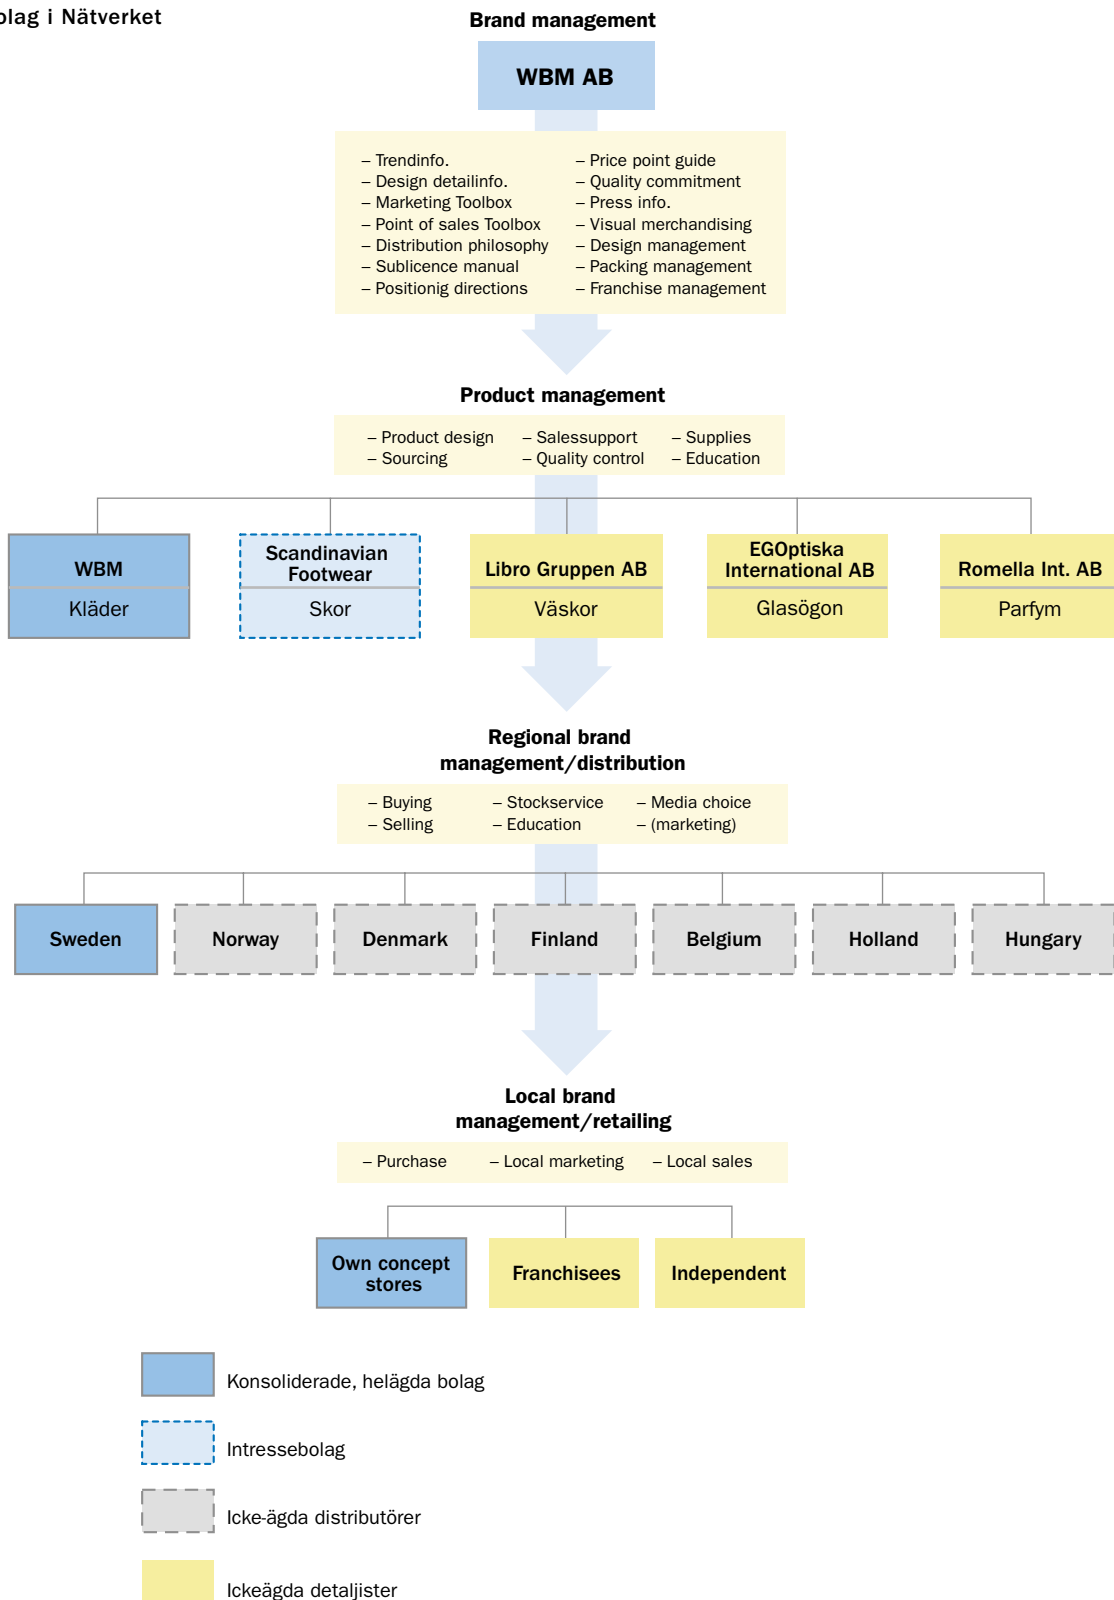 olag i Nätverket
Brand management
WBM AB
– Trendinfo.
– Design detailinfo.
– Marketing Toolbox
– Point of sales Toolbox
– Distribution philosophy
– Sublicence manual
– Positionig directions
– Price point guide
– Quality commitment
– Press info.
– Visual merchandising
– Design management
– Packing management
– Franchise management
Product management
– Product design
– Sourcing
– Salessupport
– Quality control
– Supplies
– Education
WBM
Kläder
Scandinavian
Footwear
Skor
Libro Gruppen AB
Väskor
EGOptiska
International AB
Glasögon
Romella Int. AB
Parfym
Regional brand
management/distribution
– Buying
– Selling
– Stockservice
– Education
– Media choice
– (marketing)
Sweden
Norway
Denmark
Finland
Belgium
Holland
Hungary
Local brand
management/retailing
– Purchase
– Local marketing
– Local sales
Own concept
stores
Franchisees
Independent
Konsoliderade, helägda bolag
Intressebolag
Icke-ägda distributörer
Ickeägda detaljister